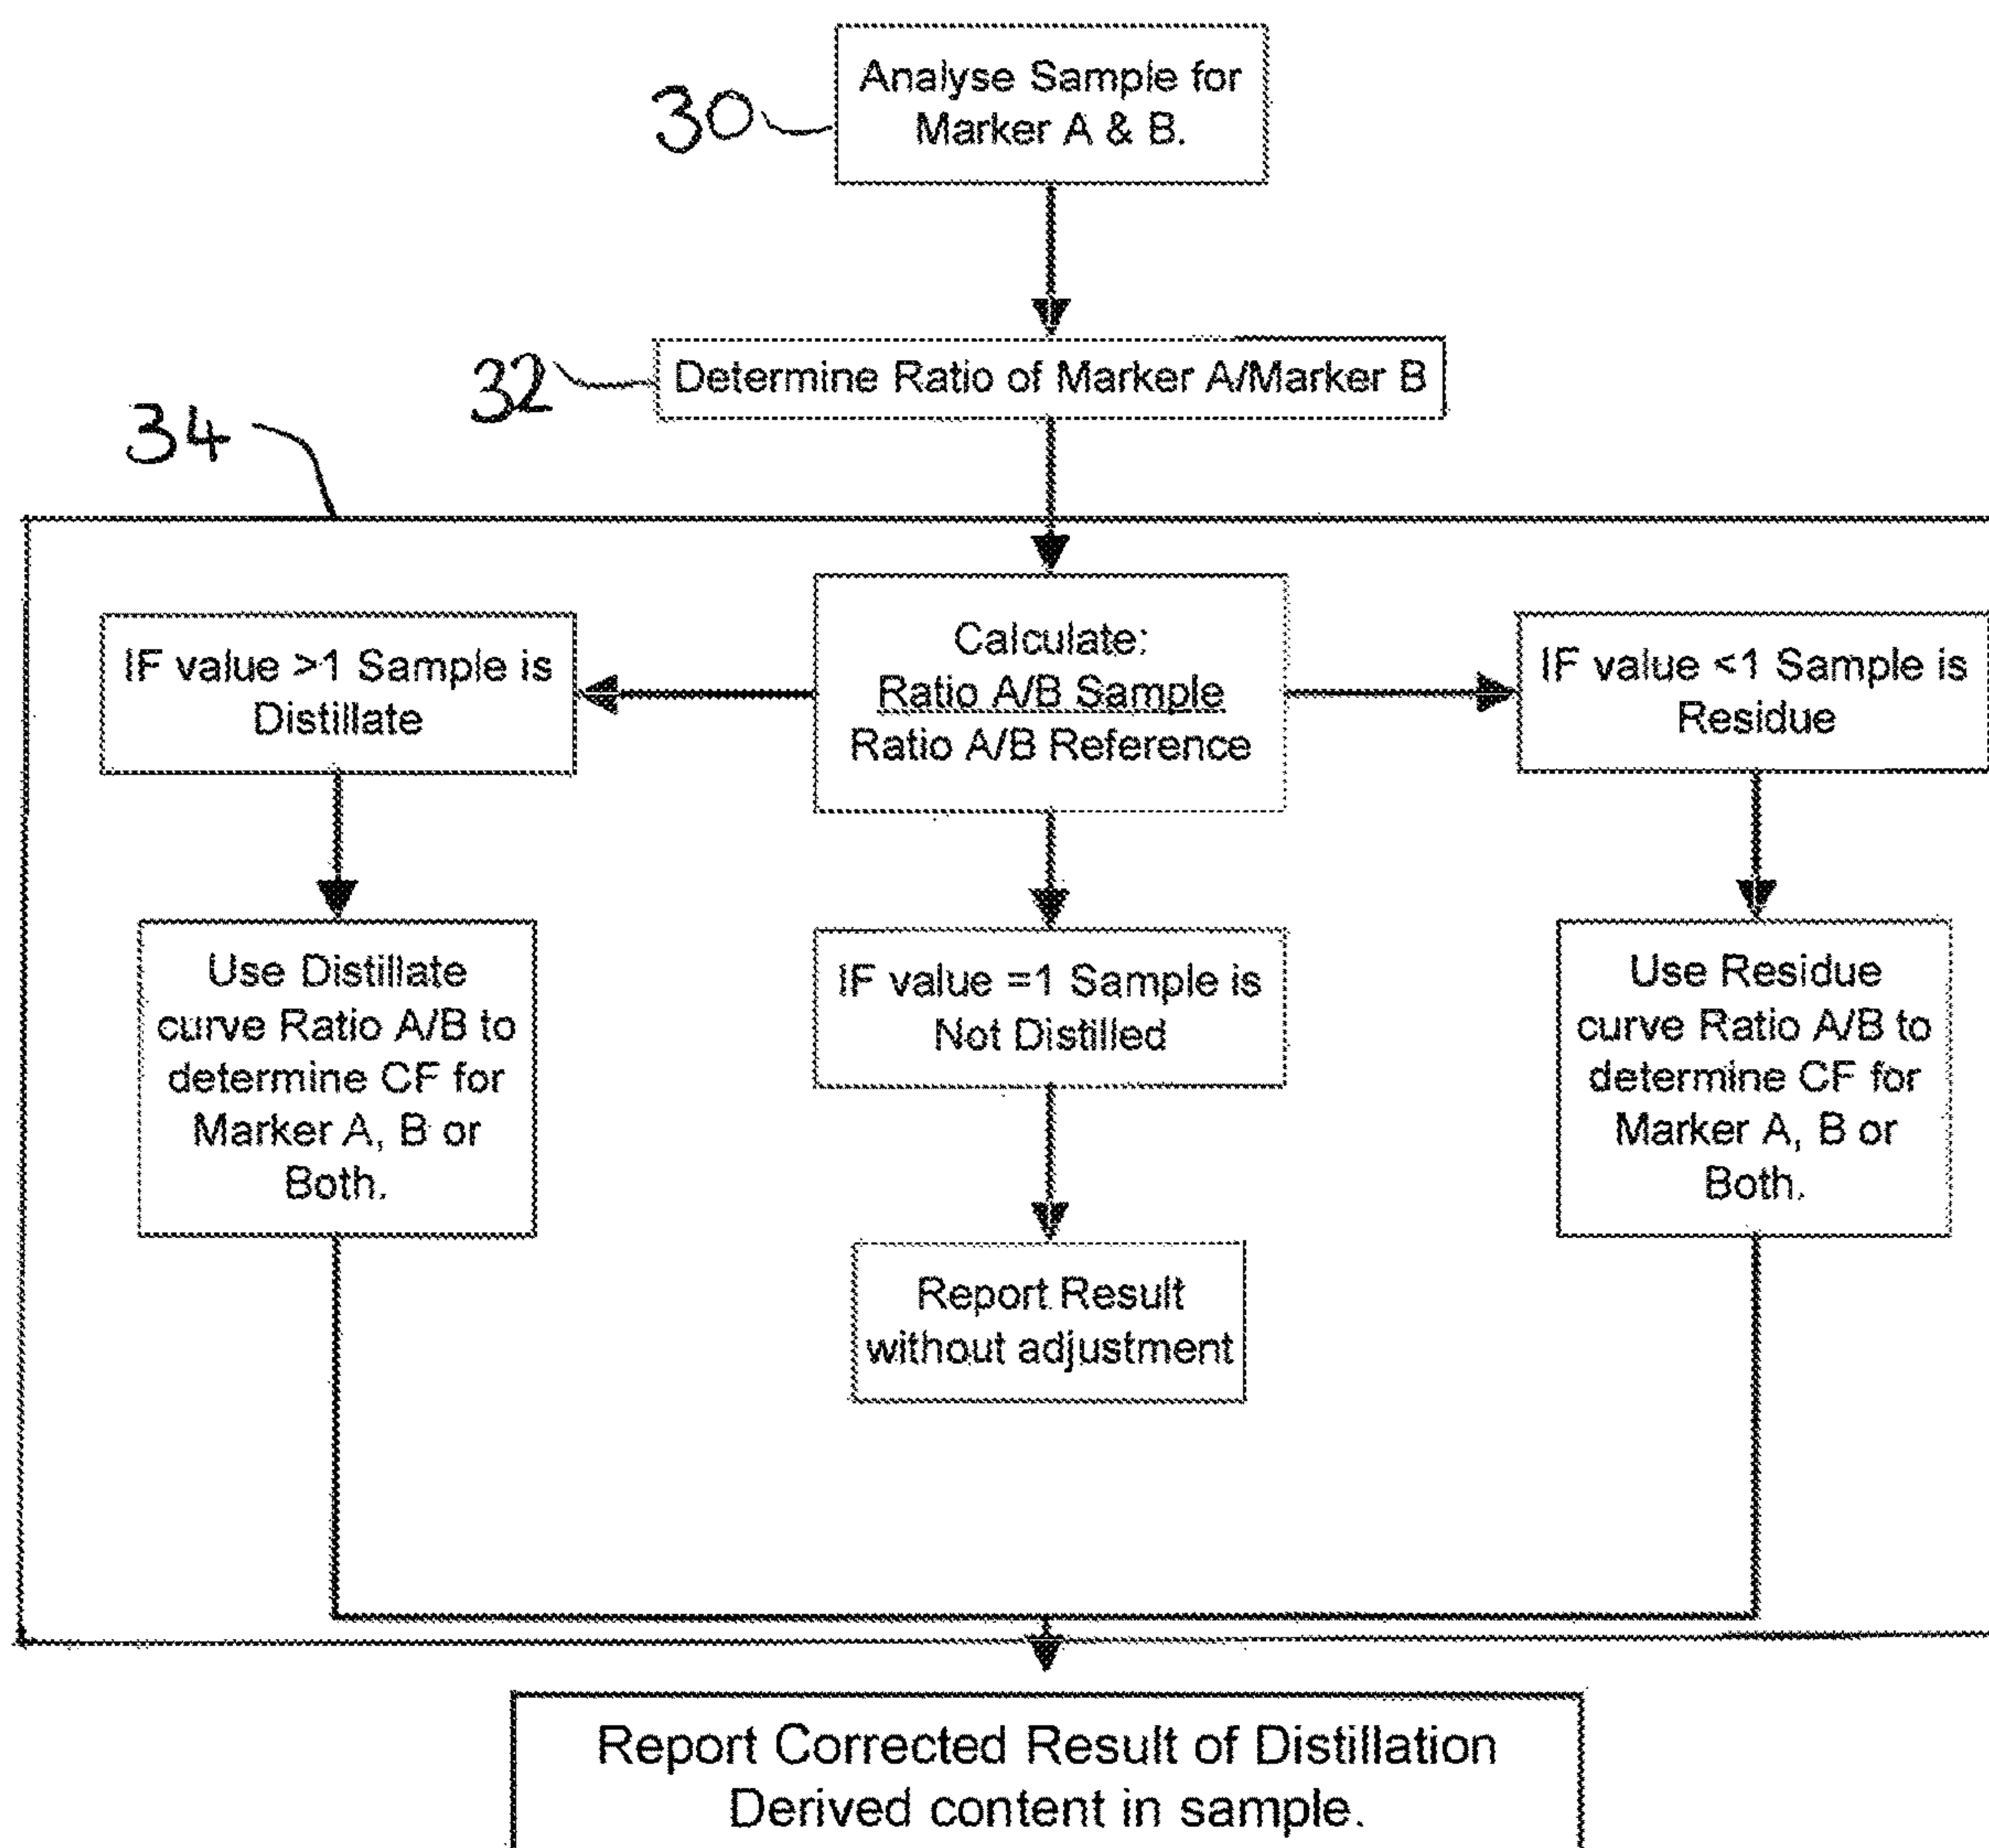 30
Analyse Sample for
Marker A & B.
32
Determine Ratio of Marker A/Marker B
34
IF value >1 Sample is
Distillate
Calculate:
Ratio A/B Sample
Ratio A/B Reference
IF value <1 Sample is
Residue
Use Distillate
curve Ratio A/B to
determine CF for
Marker A, B or
Both.
IF value =1 Sample is
Not Distilled
Use Residue
curve Ratio A/B to
determine CF for
Marker A, B or
Both.
Report Result
without adjustment
Report Corrected Result of Distillation
Derived content in sample.